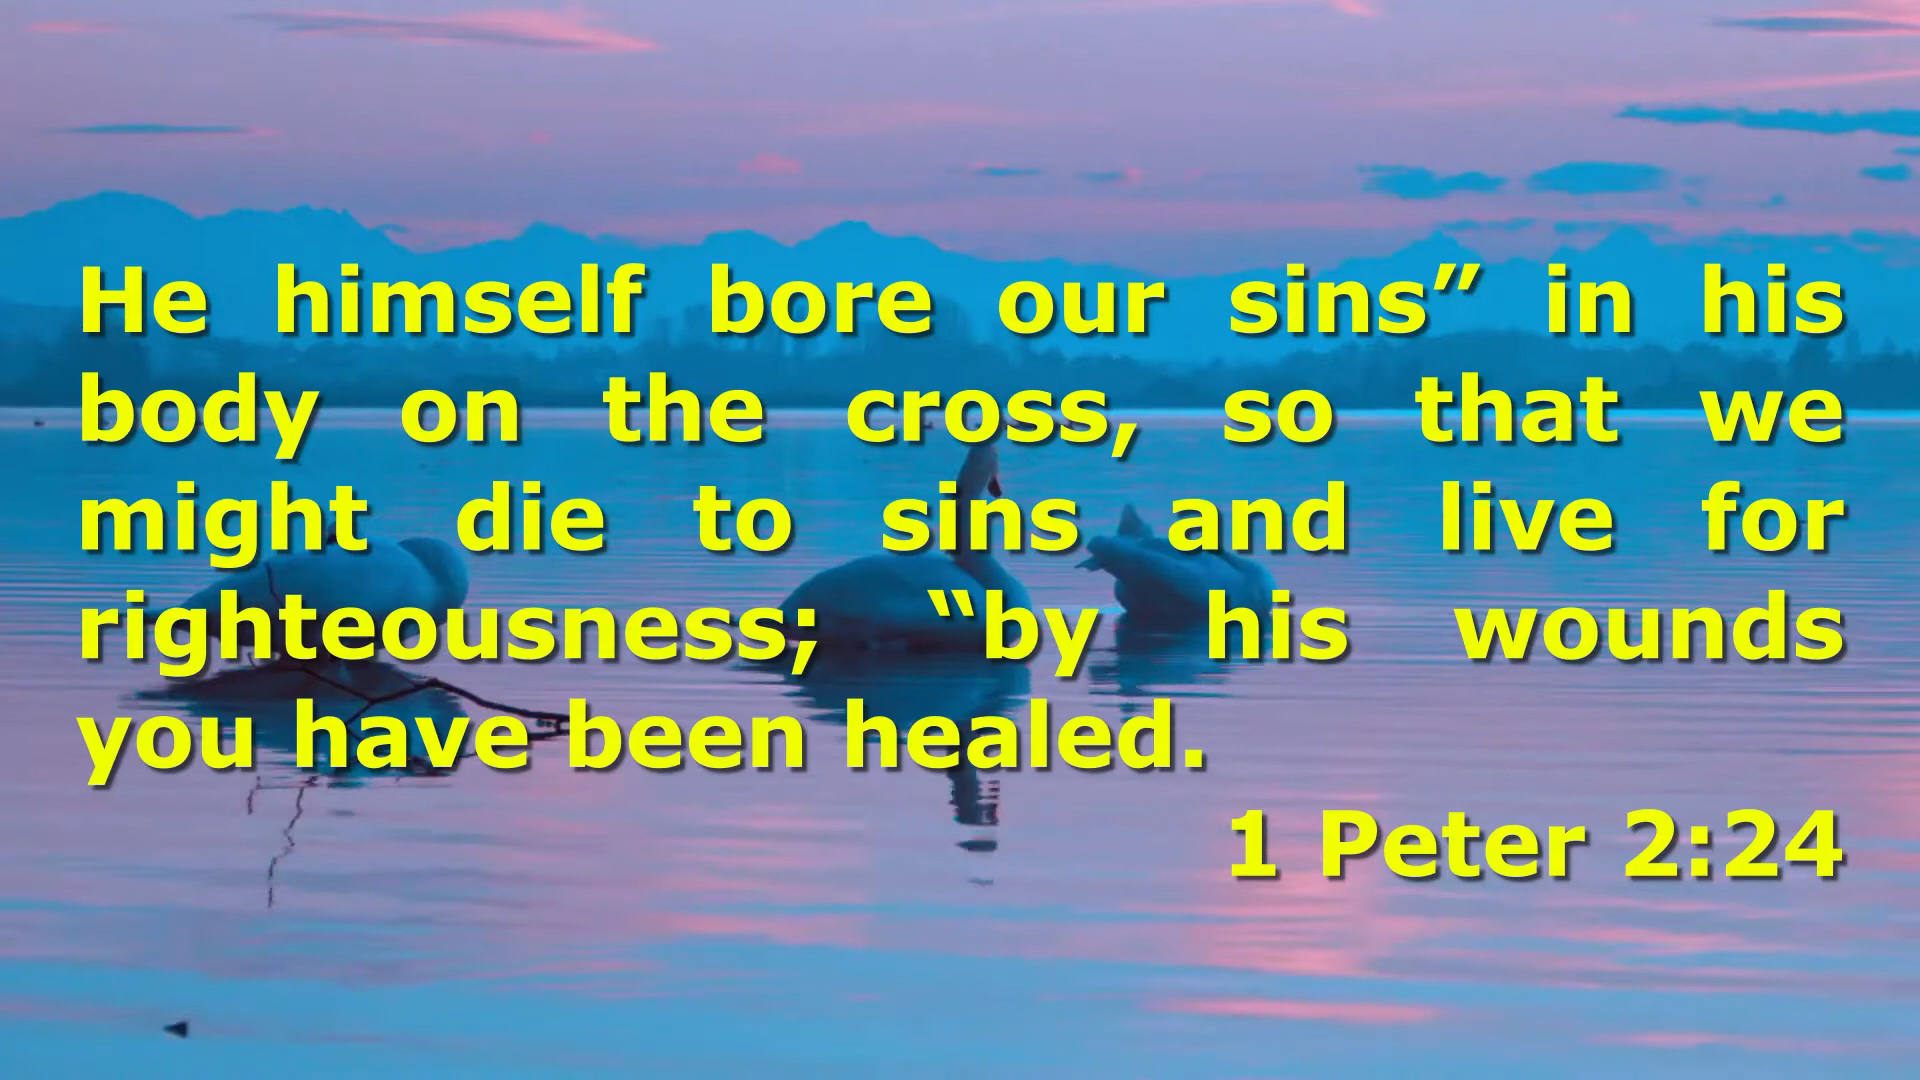 He himself bore our sins” in his
body on the cross, so that we
might die to sins and live for
righteousness; “by his wounds
you have been healed.
1 Peter 2:24